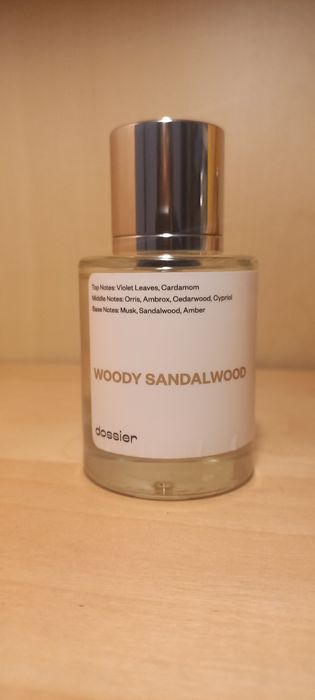 Top Notes: Violet Leaves, Cardamom
Middle Notes: Orris, Ambrox, Cedarwood, Cypriol
Base Notes: Musk, Sandalwood, Amber
WOODY SANDALWOOD
dossier